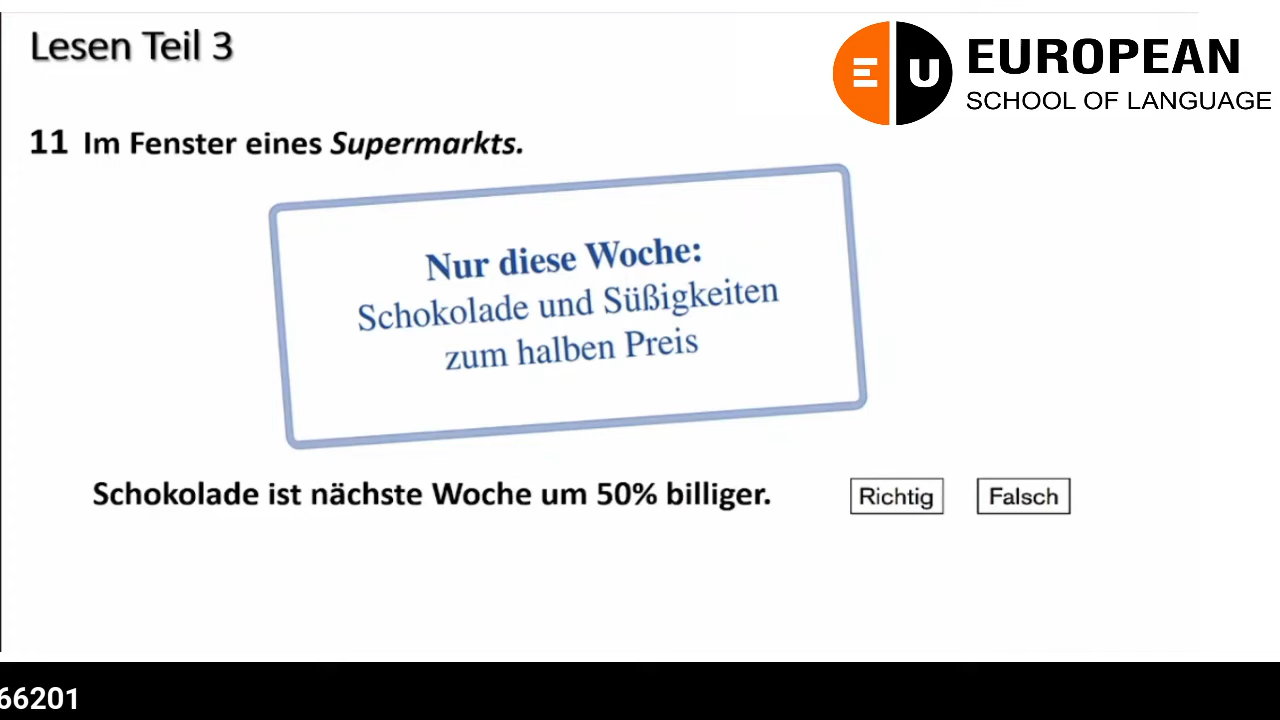 Lesen Teil 3
EU EUROPEAN
SCHOOL OF LANGUAGE
11 Im Fenster eines Supermarkts.
Nur diese Woche:
Schokolade und Süßigkeiten
zum halben Preis
Schokolade ist nächste Woche um 50% billiger. Richtig Falsch
66201